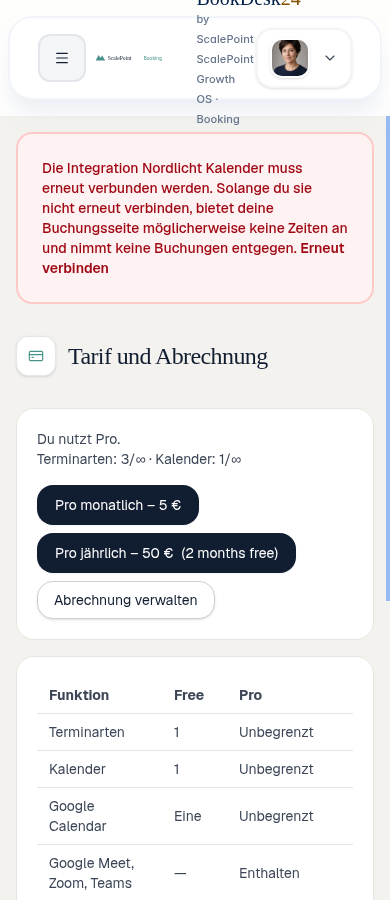 BookDesk24
by
ScalePoint
ScalePoint
Growth
OS ·
Booking
ScalePoint Booking
Die Integration Nordlicht Kalender muss
erneut verbunden werden. Solange du sie
nicht erneut verbinden, bietet deine
Buchungsseite möglicherweise keine Zeiten an
und nimmt keine Buchungen entgegen. Erneut
verbinden
Tarif und Abrechnung
Du nutzt Pro.
Terminarten: 3/∞ · Kalender: 1/∞
Pro monatlich – 5 €
Pro jährlich – 50 € (2 months free)
Abrechnung verwalten
Funktion Free Pro
Terminarten 1 Unbegrenzt
Kalender 1 Unbegrenzt
Google
Calendar Eine Unbegrenzt
Google Meet,
Zoom, Teams — Enthalten